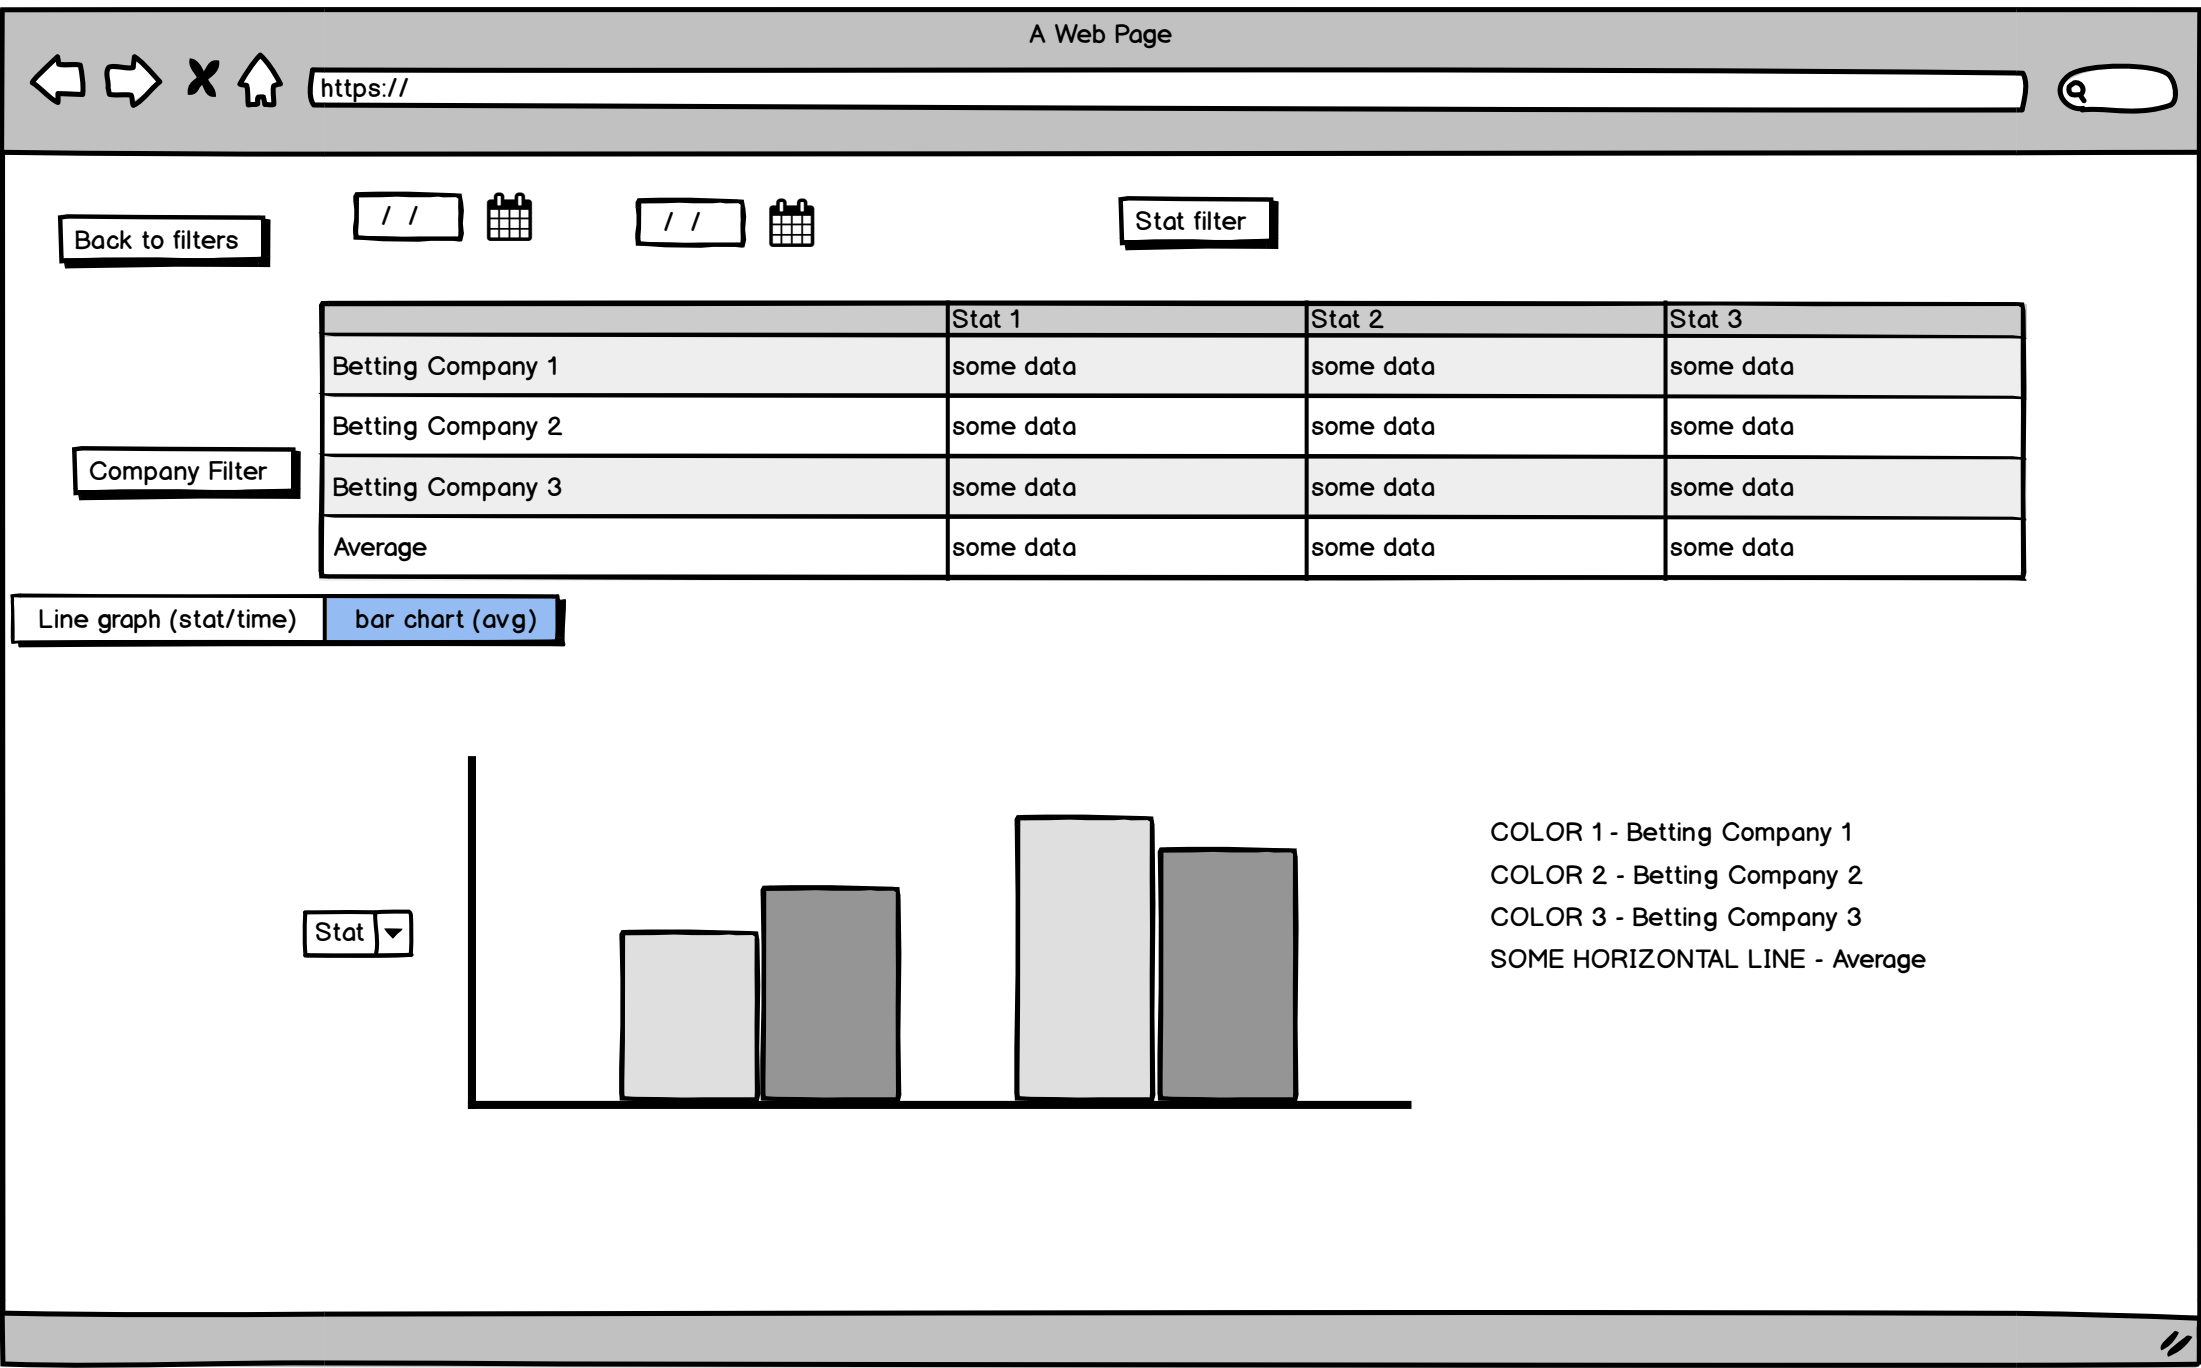 A Web Page
https://
Back to filters
/ /
/ /
Stat filter
Stat 1 Stat 2 Stat 3
Betting Company 1 some data some data some data
Betting Company 2 some data some data some data
Company Filter
Betting Company 3 some data some data some data
Average some data some data some data
Line graph (stat/time) bar chart (avg)
Stat
COLOR 1 - Betting Company 1
COLOR 2 - Betting Company 2
COLOR 3 - Betting Company 3
SOME HORIZONTAL LINE - Average